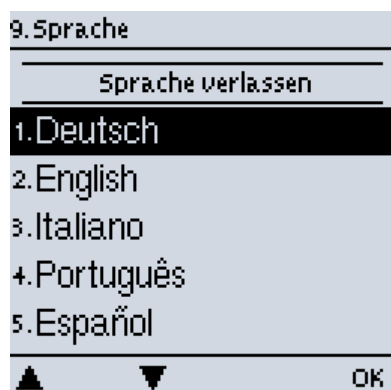 9.Sprache
Sprache verlassen
1.Deutsch
2.English
3.Italiano
4.Português
5.Español
OK